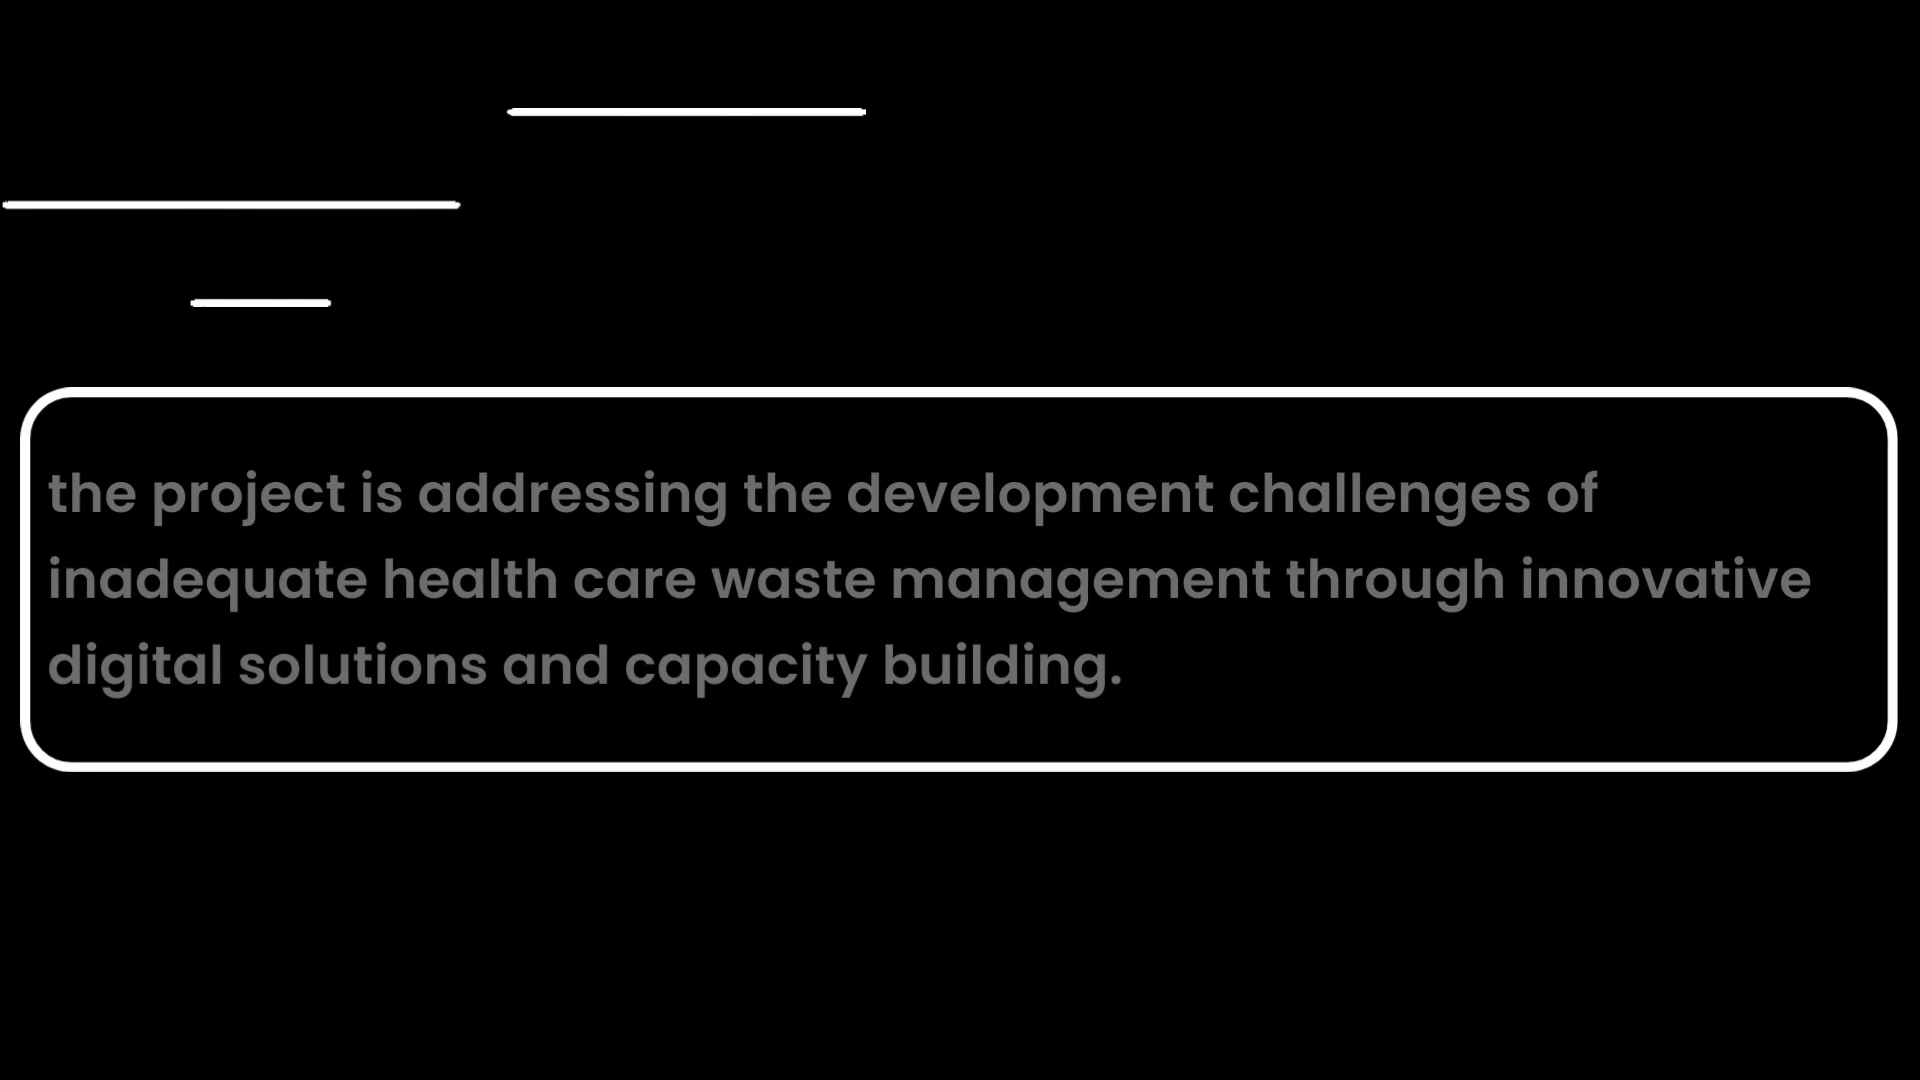 the project is addressing the development challenges of
inadequate health care waste management through innovative
digital solutions and capacity building.